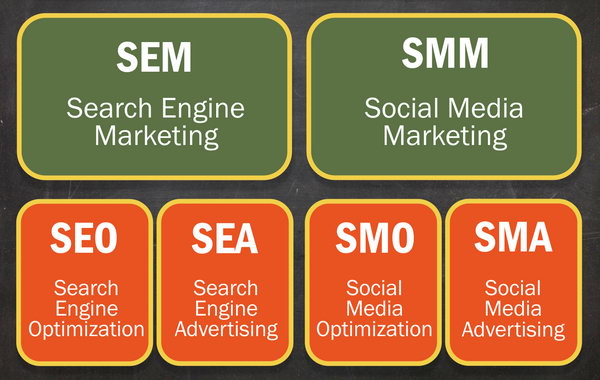 SEM
Search Engine
Marketing
SMM
Social Media
Marketing
SEO
Search
Engine
Optimization
SEA
Search
Engine
Advertising
SMO
Social
Media
Optimization
SMA
Social
Media
Advertising